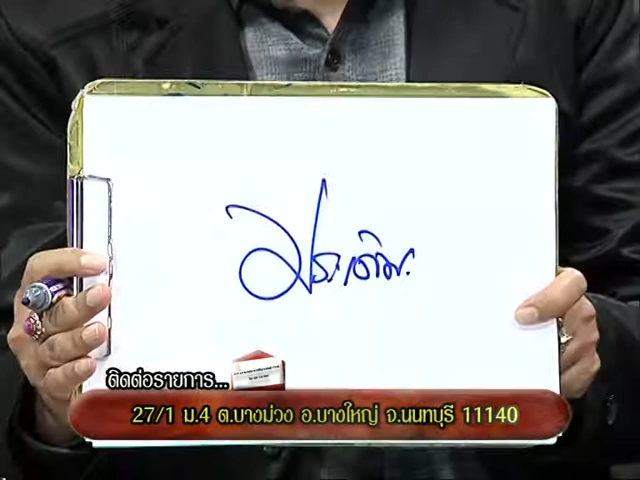 ติดต่อรายการ...
27/1 ม.4 ต.บางม่วง อ.บางใหญ่ จ.นนทบุรี 11140